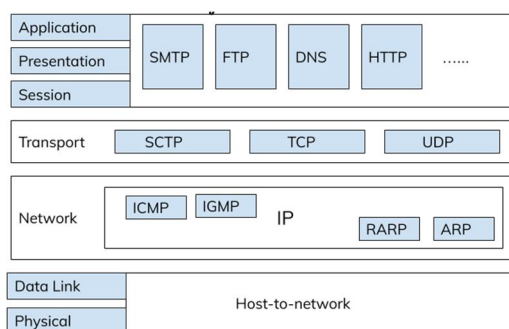 Application
Presentation
Session
SMTP
FTP
DNS
HTTP
......
Transport
SCTP
TCP
UDP
Network
ICMP
IGMP
IP
RARP
ARP
Data Link
Physical
Host-to-network